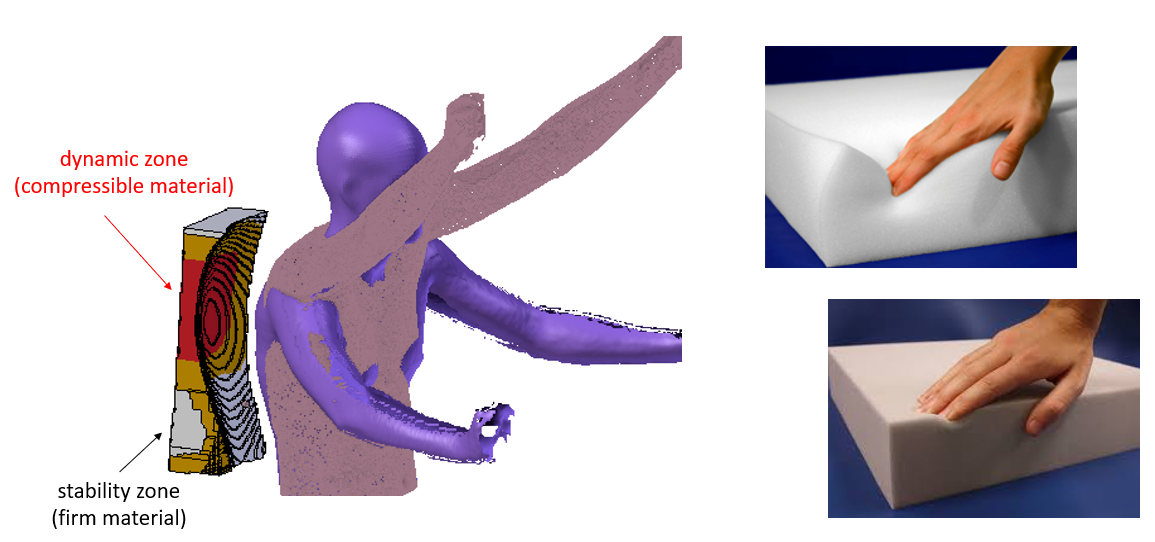 dynamic zone
(compressible material)
stability zone
(firm material)